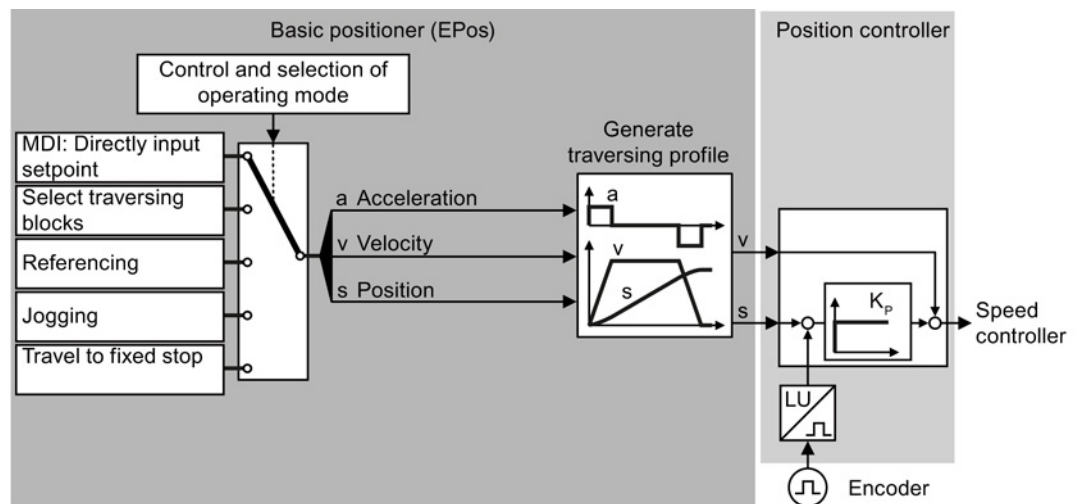 Basic positioner (EPos)
Position controller
Control and selection of
operating mode
MDI: Directly input
setpoint
Select traversing
blocks
Referencing
Jogging
Travel to fixed stop
a Acceleration
v Velocity
s Position
Generate
traversing profile
a
v
s
v
s
KP
Speed
controller
LU
Encoder